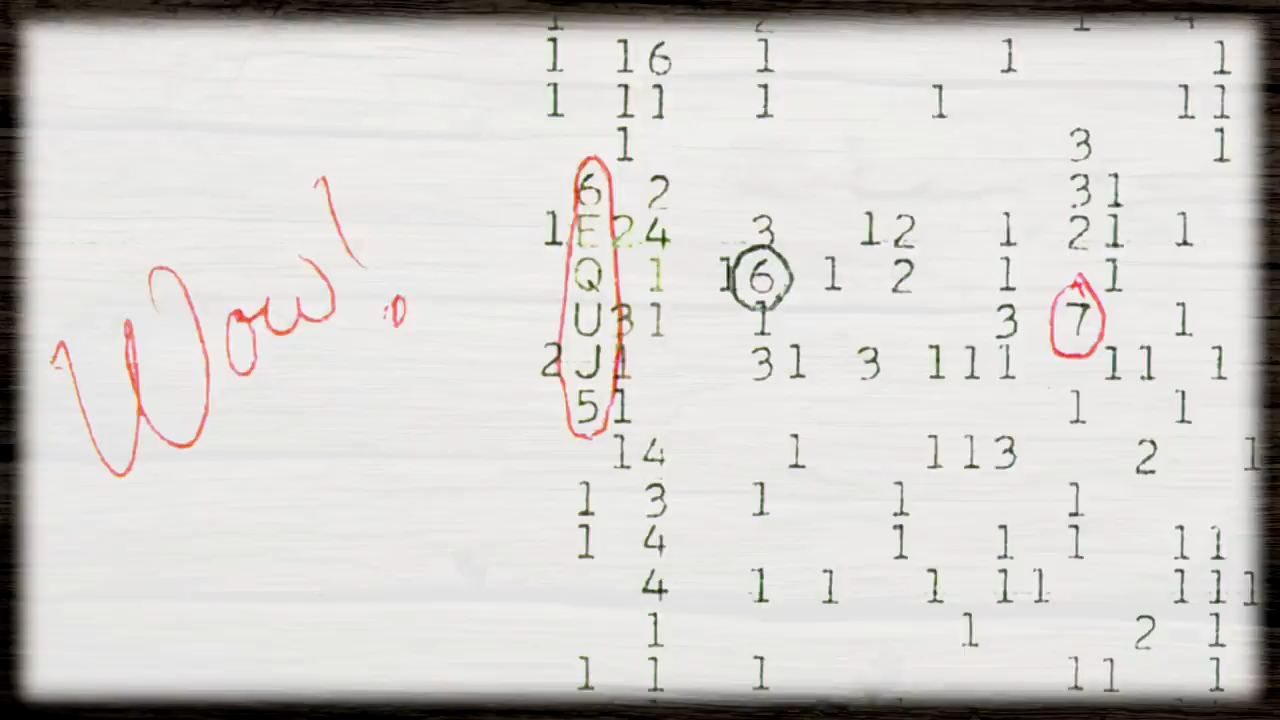 1 16 1 1 1
1 11 1 1 11
1 3 1
6 2 31
1E24 3 12 1 21 1
Q 1 16 1 2 1 1
U31 1 3 7 1
2J1 31 3 111 11 1
51 1 1
14 1 113 2 1
1 3 1 1 1
1 4 1 1 1 11
4 1 1 1 11 111
1 1 2 1
1 1 1 11 1
Wow!